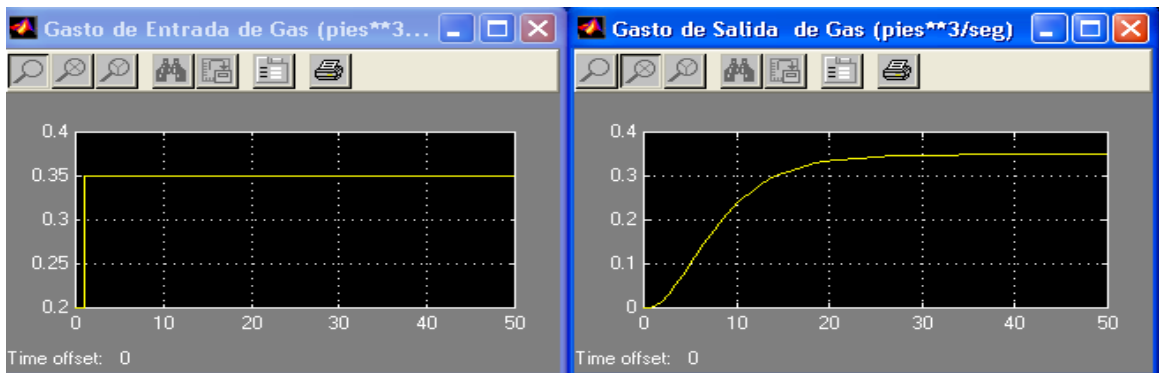 Gasto de Entrada de Gas (pies**3...
0.4
0.35
0.3
0.25
0.2
0 10 20 30 40 50
Time offset: 0
Gasto de Salida de Gas (pies**3/seg)
0.4
0.3
0.2
0.1
0
0 10 20 30 40 50
Time offset: 0